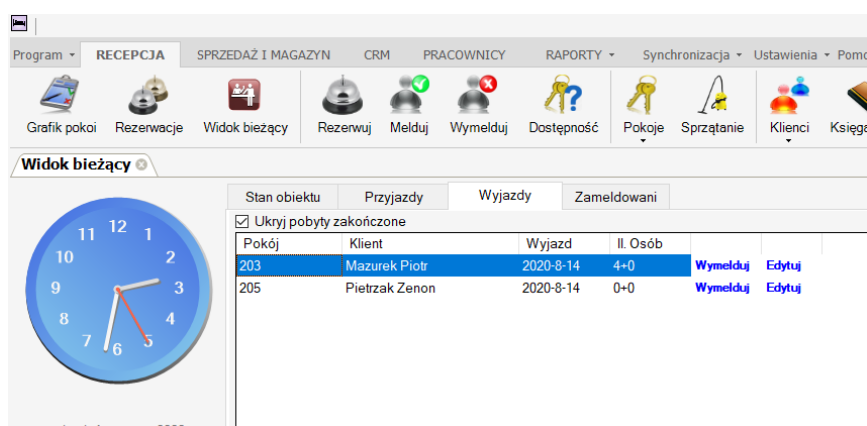 Program RECEPCJA SPRZEDAŻ I MAGAZYN CRM PRACOWNICY RAPORTY Synchronizacja Ustawienia
Grafik pokoi Rezerwacje Widok bieżący Rezerwuj Melduj Wymelduj Dostępność Pokoje Sprzątanie Klienci
Widok bieżący
Stan obiektu Przyjazdy Wyjazdy Zameldowani
Ukryj pobyty zakończone
Pokój Klient Wyjazd Il. Osób
203 Mazurek Piotr 2020-8-14 4+0 Wymelduj Edytuj
205 Pietrzak Zenon 2020-8-14 0+0 Wymelduj Edytuj
12
11 1
10 2
9 3
8 4
7 5
6